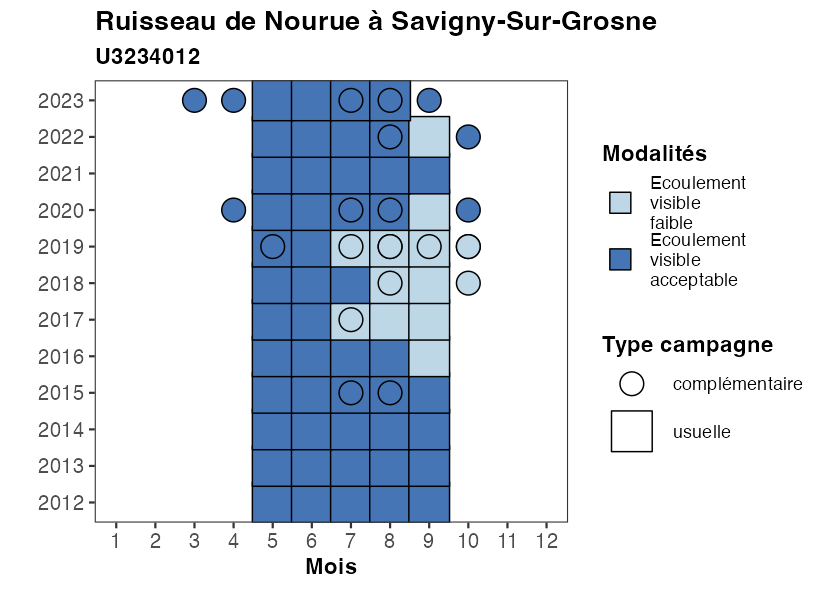 Ruisseau de Nourue à Savigny-Sur-Grosne
U3234012
2023
2022
2021
2020
2019
2018
2017
2016
2015
2014
2013
2012
1 2 3 4 5 6 7 8 9 10 11 12
Mois
Modalités
Ecoulement
visible
faible
Ecoulement
visible
acceptable
Type campagne
complémentaire
usuelle